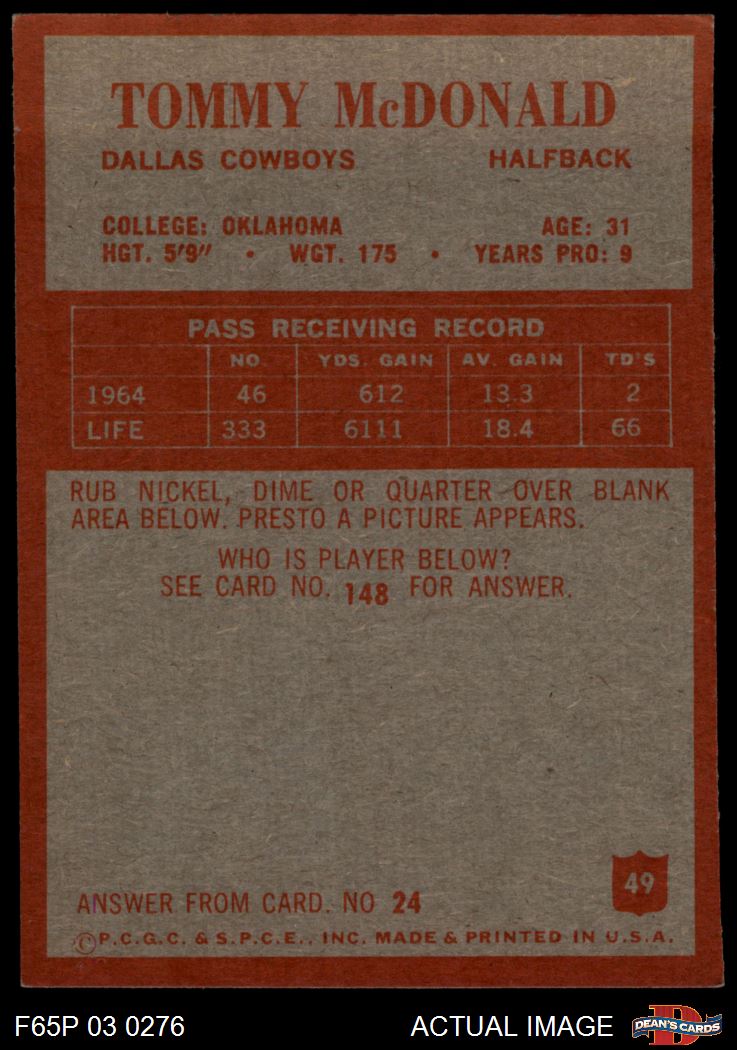 TOMMY McDONALD
DALLAS COWBOYS HALFBACK
COLLEGE: OKLAHOMA AGE: 31
HGT. 5'9" • WGT. 175 • YEARS PRO: 9
PASS RECEIVING RECORD
NO YDS. GAIN AV. GAIN TD'S
1964 46 612 13.3 2
LIFE 333 6111 18.4 66
RUB NICKEL, DIME OR QUARTER OVER BLANK
AREA BELOW. PRESTO A PICTURE APPEARS.
WHO IS PLAYER BELOW?
SEE CARD NO. 148 FOR ANSWER.
49
ANSWER FROM CARD. NO 24
©P.C.G.C. & S.P.C.E., INC. MADE & PRINTED IN U.S.A.
F65P 03 0276 ACTUAL IMAGE D DEAN'S CARDS